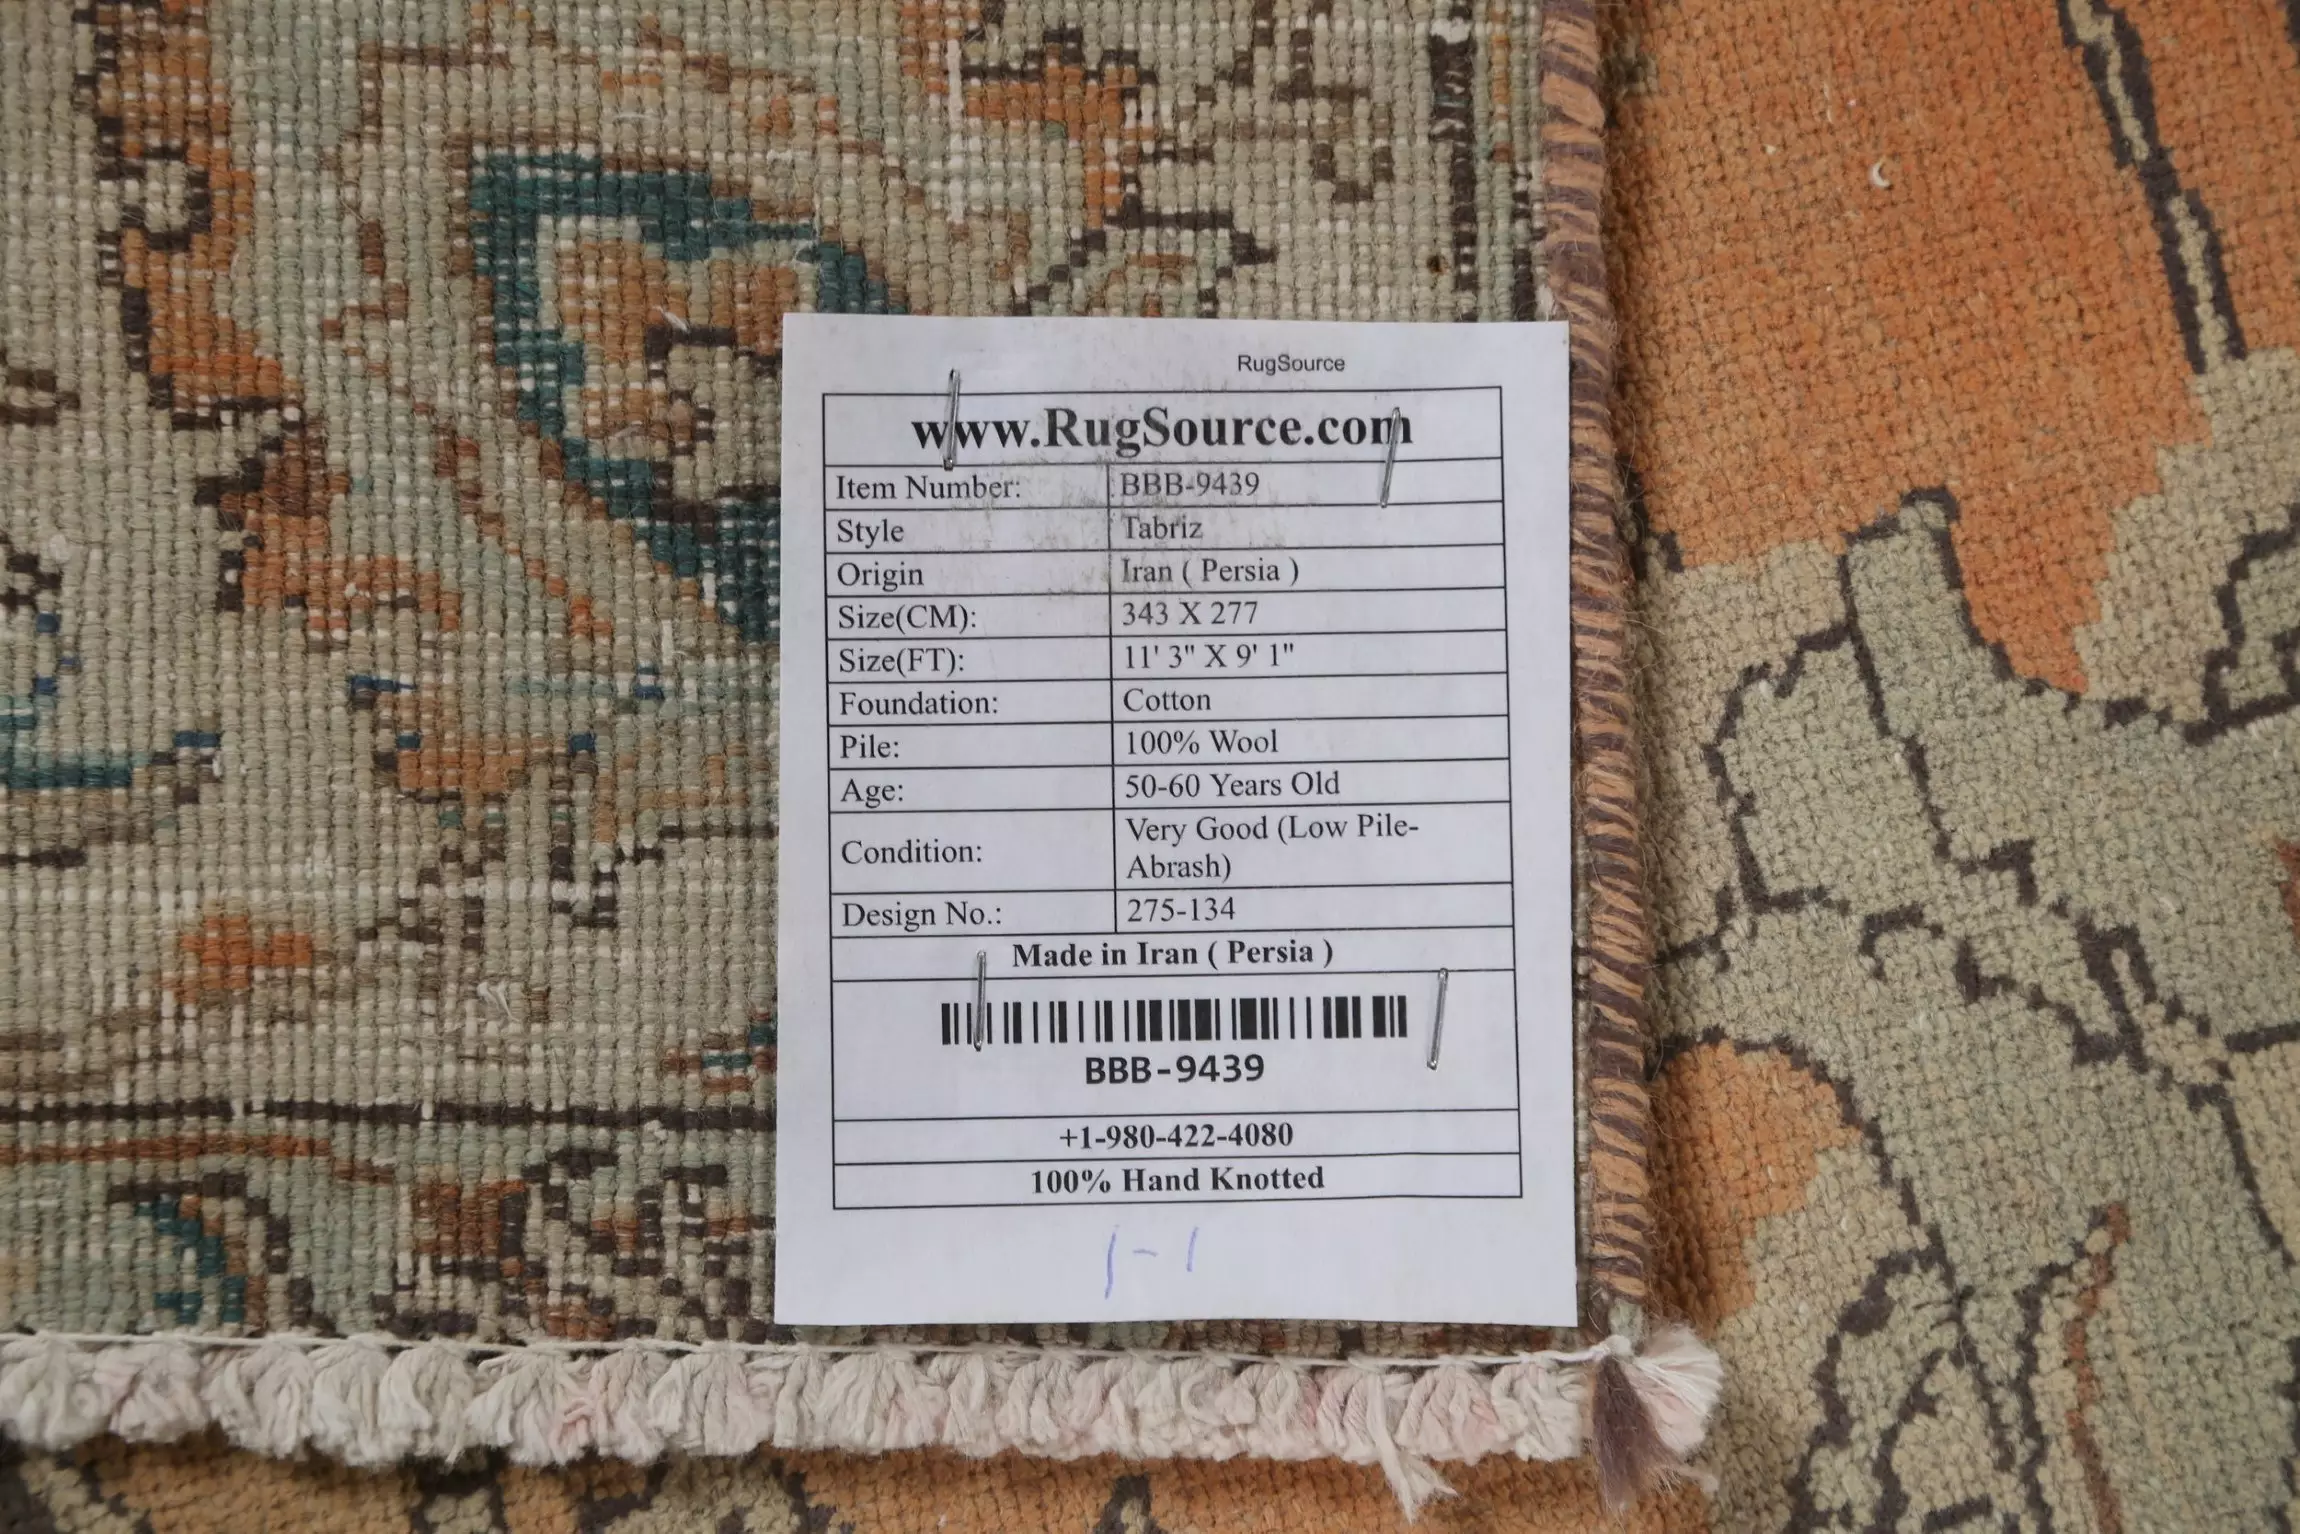 RugSource
www.RugSource.com
Item Number: BBB-9439
Style Tabriz
Origin Iran ( Persia )
Size(CM): 343 X 277
Size(FT): 11' 3" X 9' 1"
Foundation: Cotton
Pile: 100% Wool
Age: 50-60 Years Old
Condition: Very Good (Low Pile-
Abrash)
Design No.: 275-134
Made in Iran ( Persia )
BBB-9439
+1-980-422-4080
100% Hand Knotted
1-1